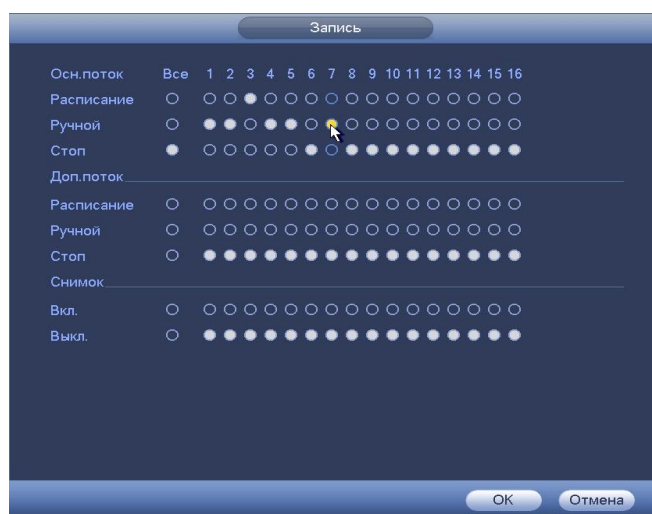 Запись
Осн.поток Все 1 2 3 4 5 6 7 8 9 10 11 12 13 14 15 16
Расписание
Ручной
Стоп
Доп.поток
Расписание
Ручной
Стоп
Снимок
Вкл.
Выкл.
OK Отмена